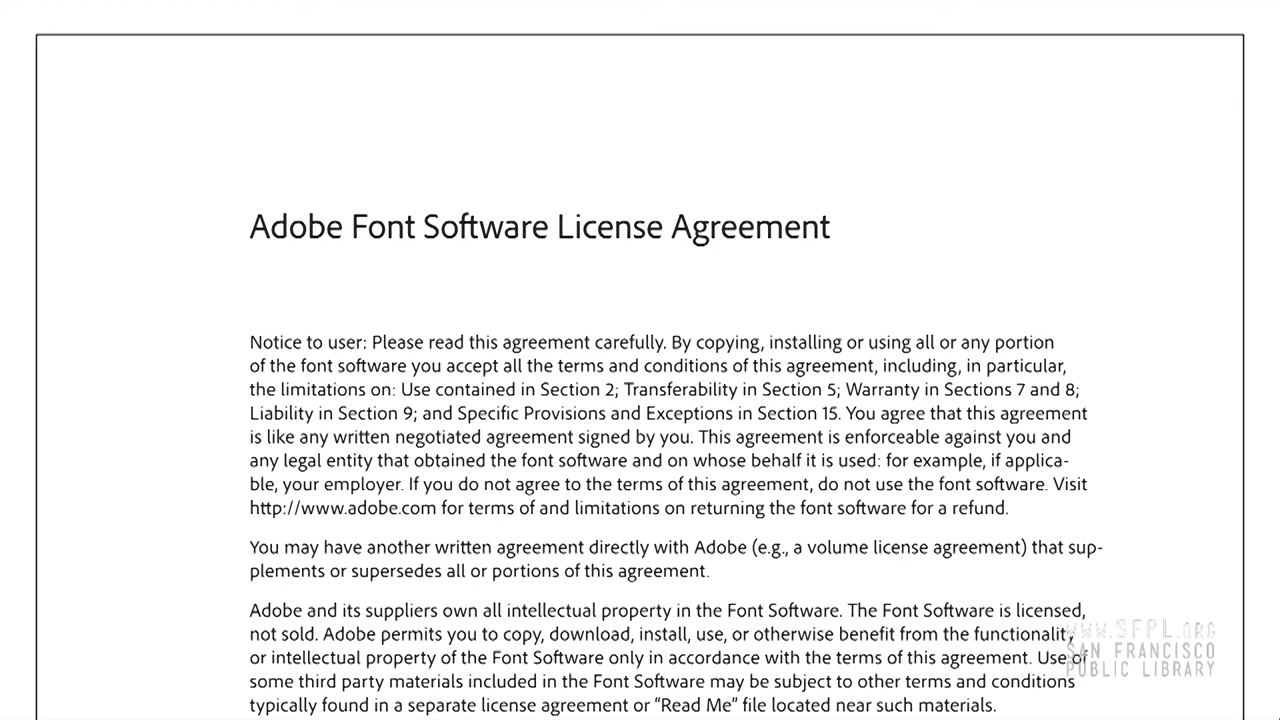 Adobe Font Software License Agreement
Notice to user: Please read this agreement carefully. By copying, installing or using all or any portion
of the font software you accept all the terms and conditions of this agreement, including, in particular,
the limitations on: Use contained in Section 2; Transferability in Section 5; Warranty in Sections 7 and 8;
Liability in Section 9; and Specific Provisions and Exceptions in Section 15. You agree that this agreement
is like any written negotiated agreement signed by you. This agreement is enforceable against you and
any legal entity that obtained the font software and on whose behalf it is used: for example, if applica-
ble, your employer. If you do not agree to the terms of this agreement, do not use the font software. Visit
http://www.adobe.com for terms of and limitations on returning the font software for a refund.
You may have another written agreement directly with Adobe (e.g., a volume license agreement) that sup-
plements or supersedes all or portions of this agreement.
Adobe and its suppliers own all intellectual property in the Font Software. The Font Software is licensed,
not sold. Adobe permits you to copy, download, install, use, or otherwise benefit from the functionality
or intellectual property of the Font Software only in accordance with the terms of this agreement. Use of
some third party materials included in the Font Software may be subject to other terms and conditions
typically found in a separate license agreement or “Read Me” file located near such materials.
WWW.SFPL.ORG
SAN FRANCISCO
PUBLIC LIBRARY